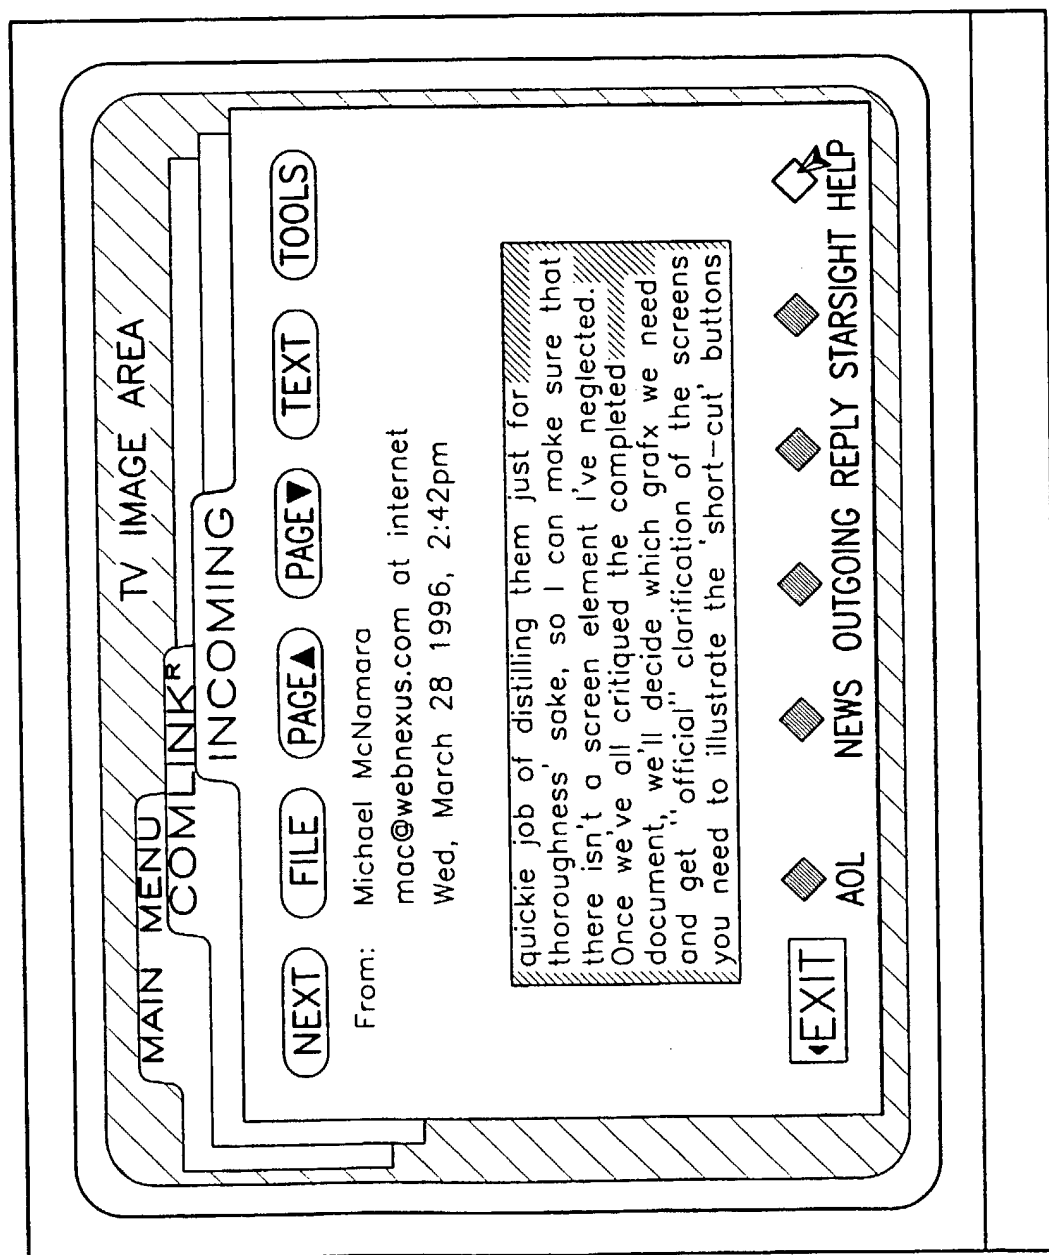 TV IMAGE AREA
MAIN MENU
COMLINK R
INCOMING
NEXT FILE PAGE▲ PAGE▼ TEXT TOOLS
From: Michael McNamara
mac@webnexus.com at internet
Wed, March 28 1996, 2:42pm
quickie job of distilling them just for
thoroughness' sake, so I can make sure that
there isn't a screen element I've neglected.
Once we've all critiqued the completed
document, we'll decide which grafx we need
and get "official" clarification of the screens
you need to illustrate the 'short-cut' buttons
◂EXIT AOL NEWS OUTGOING REPLY STARSIGHT HELP